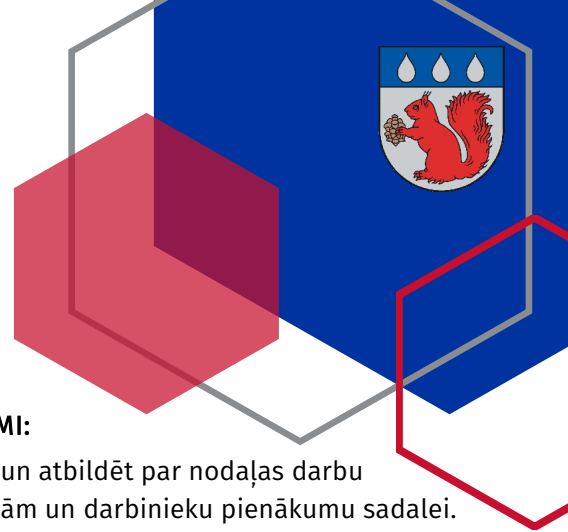 MI:
un atbildēt par nodaļas darbu
ām un darbinieku pienākumu sadalei.